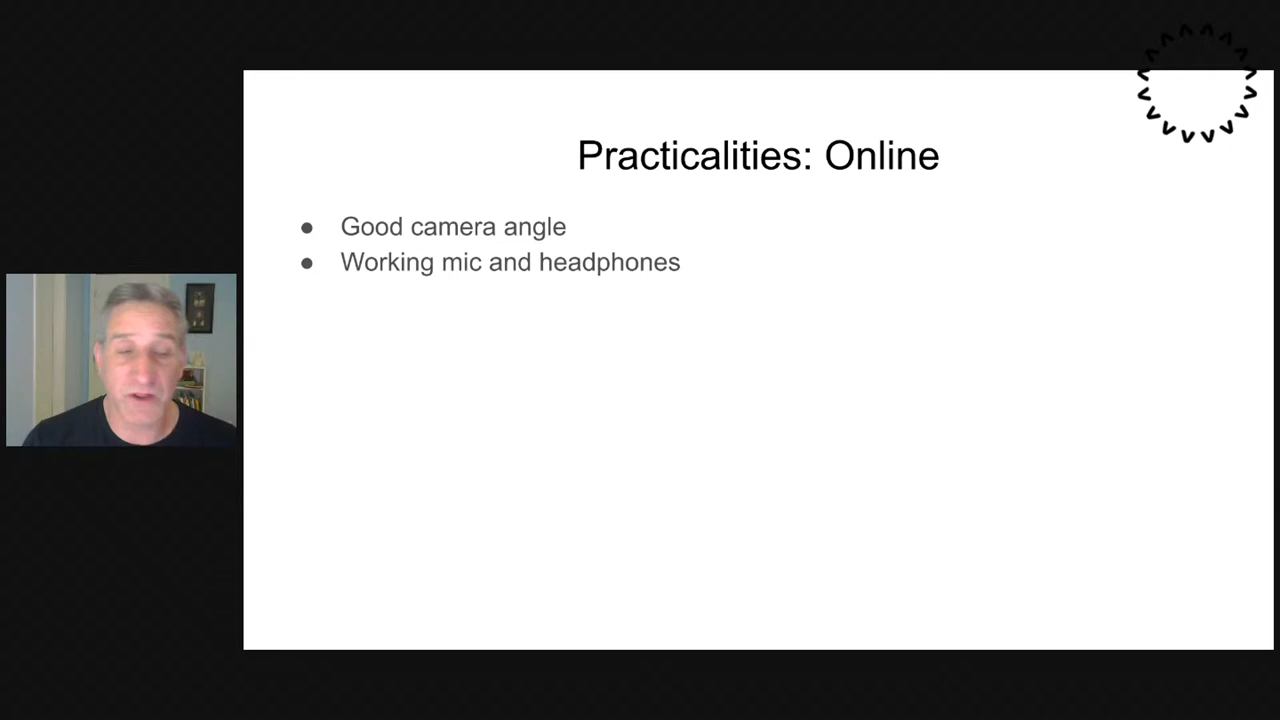 Practicalities: Online
● Good camera angle
● Working mic and headphones